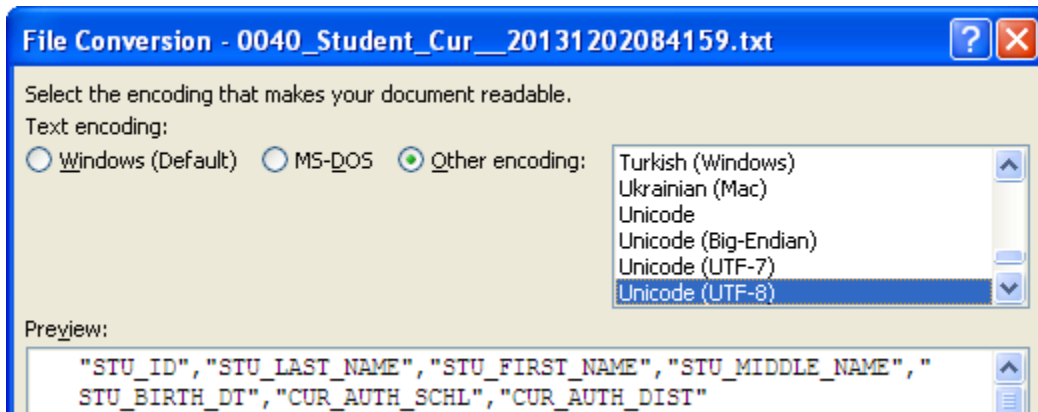 File Conversion - 0040_Student_Cur__20131202084159.txt
Select the encoding that makes your document readable.
Text encoding:
Windows (Default) MS-DOS Other encoding:
Turkish (Windows)
Ukrainian (Mac)
Unicode
Unicode (Big-Endian)
Unicode (UTF-7)
Unicode (UTF-8)
Preview:
"STU_ID","STU_LAST_NAME","STU_FIRST_NAME","STU_MIDDLE_NAME","
STU_BIRTH_DT","CUR_AUTH_SCHL","CUR_AUTH_DIST"